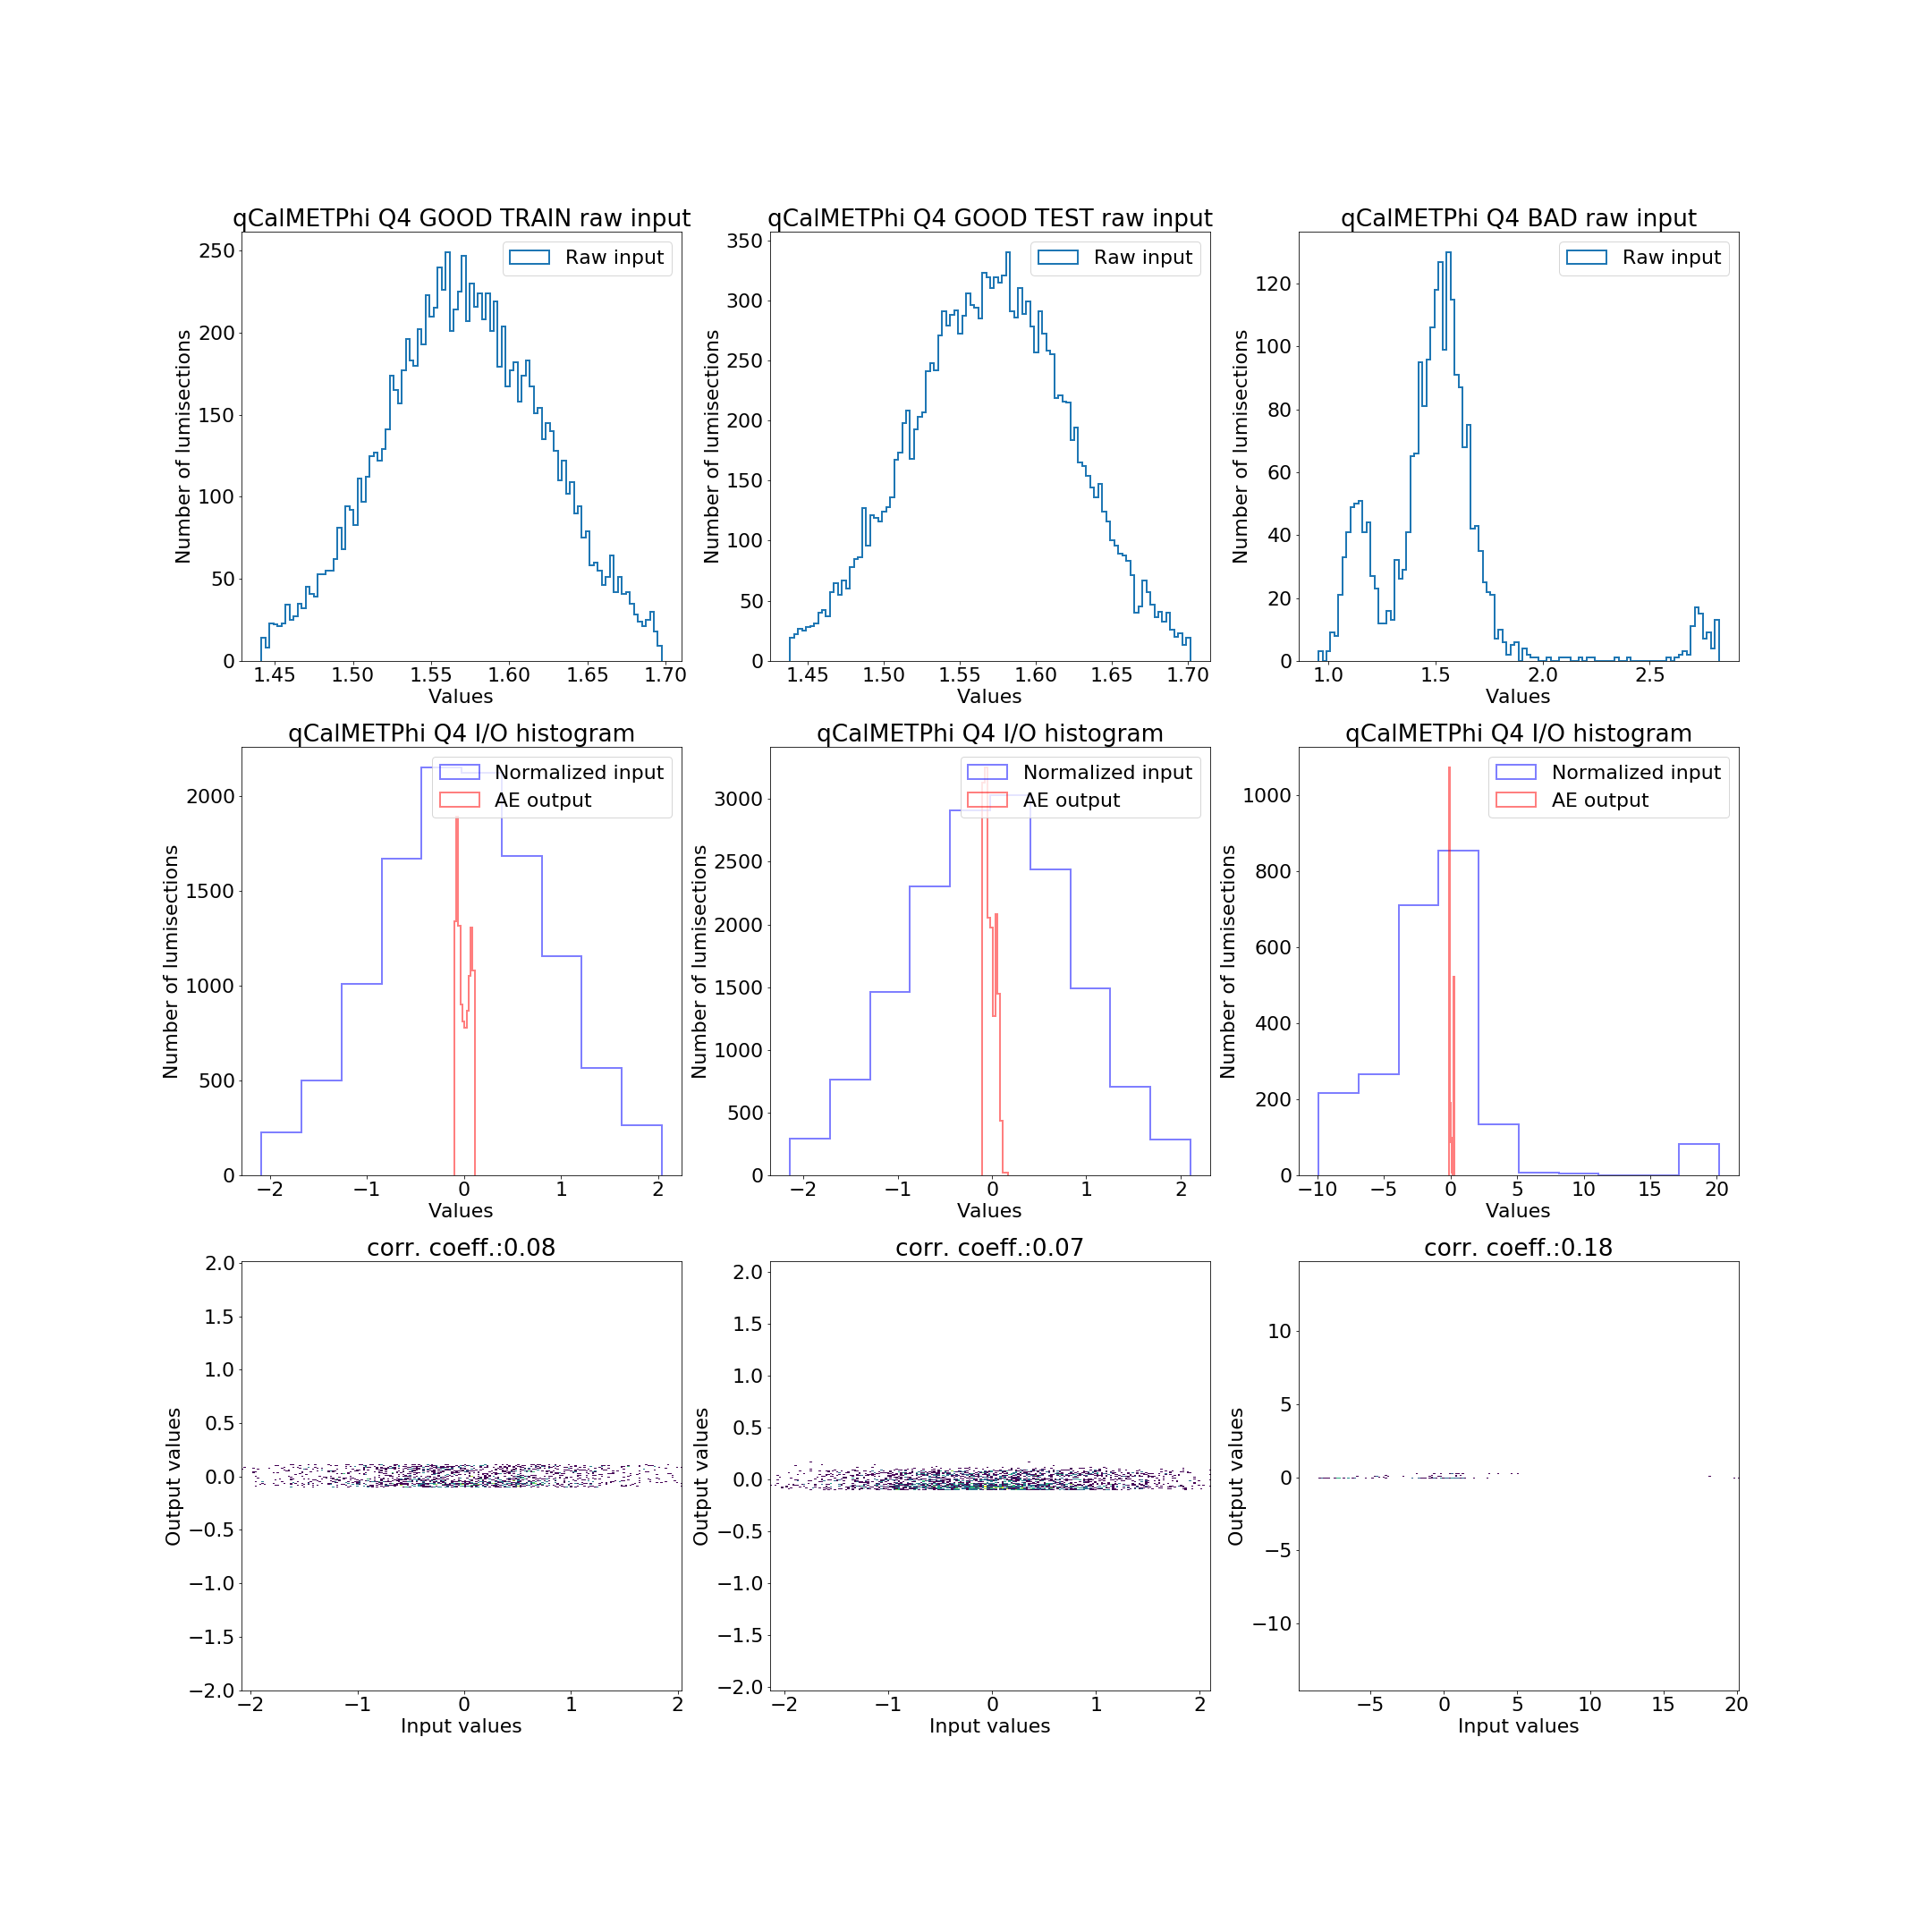 qCalMETPhi Q4 GOOD TRAIN raw input
Raw input
Number of lumisections
250
200
150
100
50
0
1.45 1.50 1.55 1.60 1.65 1.70
Values
qCalMETPhi Q4 GOOD TEST raw input
Raw input
Number of lumisections
350
300
250
200
150
100
50
0
1.45 1.50 1.55 1.60 1.65 1.70
Values
qCalMETPhi Q4 BAD raw input
Raw input
Number of lumisections
120
100
80
60
40
20
0
1.0 1.5 2.0 2.5
Values
qCalMETPhi Q4 I/O histogram
Normalized input
AE output
Number of lumisections
2000
1500
1000
500
0
−2 −1 0 1 2
Values
qCalMETPhi Q4 I/O histogram
Normalized input
AE output
Number of lumisections
3000
2500
2000
1500
1000
500
0
−2 −1 0 1 2
Values
qCalMETPhi Q4 I/O histogram
Normalized input
AE output
Number of lumisections
1000
800
600
400
200
0
−10 −5 0 5 10 15 20
Values
corr. coeff.:0.08
Output values
2.0
1.5
1.0
0.5
0.0
−0.5
−1.0
−1.5
−2.0
−2 −1 0 1 2
Input values
corr. coeff.:0.07
Output values
2.0
1.5
1.0
0.5
0.0
−0.5
−1.0
−1.5
−2.0
−2 −1 0 1 2
Input values
corr. coeff.:0.18
Output values
10
5
0
−5
−10
−5 0 5 10 15 20
Input values